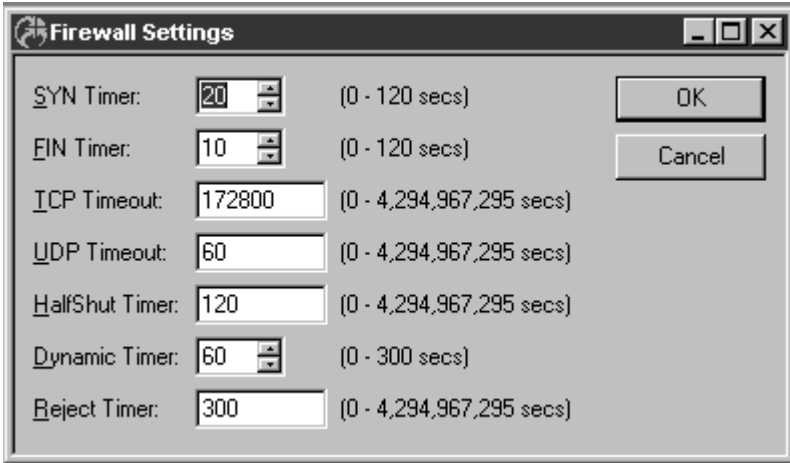 Firewall Settings
SYN Timer: 20 (0 - 120 secs) OK
FIN Timer: 10 (0 - 120 secs) Cancel
TCP Timeout: 172800 (0 - 4,294,967,295 secs)
UDP Timeout: 60 (0 - 4,294,967,295 secs)
HalfShut Timer: 120 (0 - 4,294,967,295 secs)
Dynamic Timer: 60 (0 - 300 secs)
Reject Timer: 300 (0 - 4,294,967,295 secs)